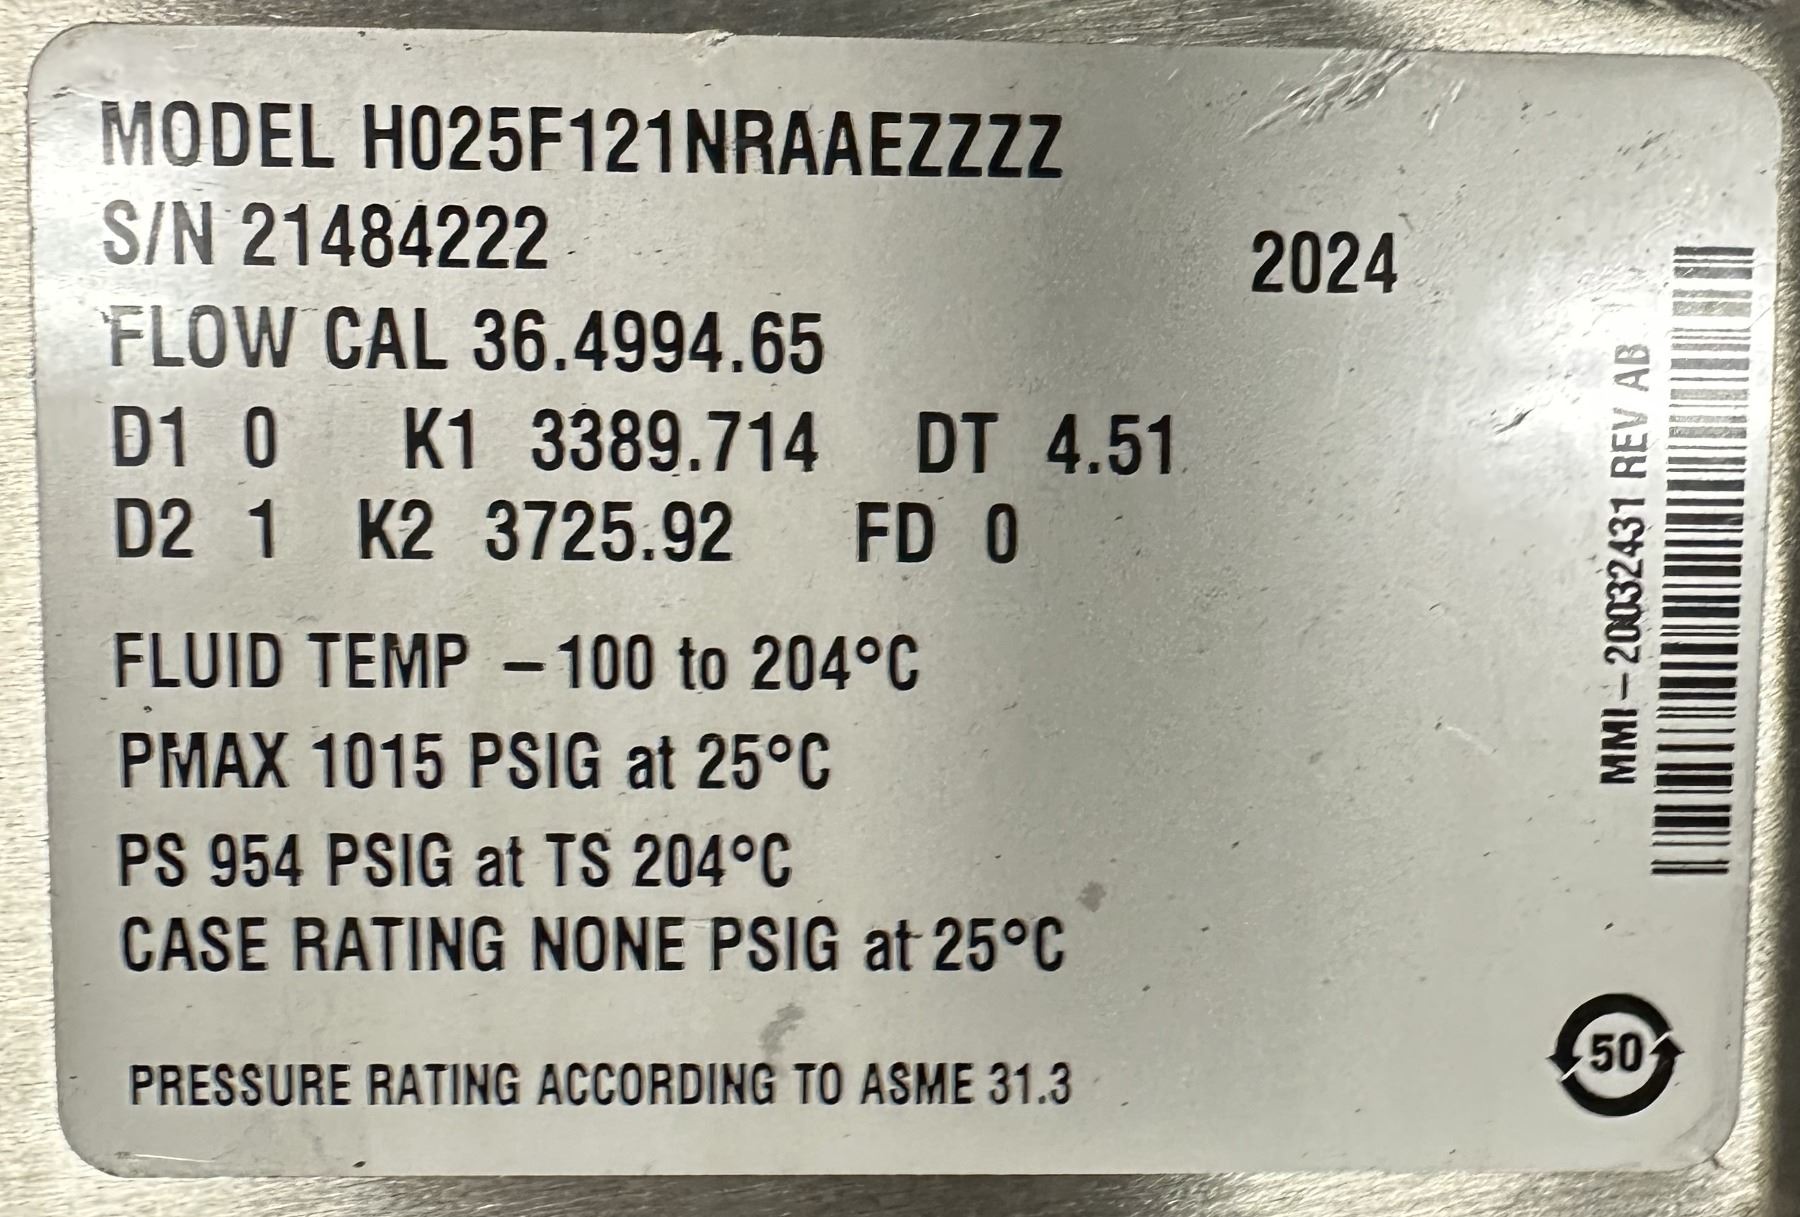 MODEL H025F121NRAAEZZZZ
S/N 21484222
2024
FLOW CAL 36.4994.65
D1 0 K1 3389.714 DT 4.51
D2 1 K2 3725.92 FD 0
FLUID TEMP -100 to 204°C
PMAX 1015 PSIG at 25°C
PS 954 PSIG at TS 204°C
CASE RATING NONE PSIG at 25°C
PRESSURE RATING ACCORDING TO ASME 31.3
MMI-20032431 REV AB
50